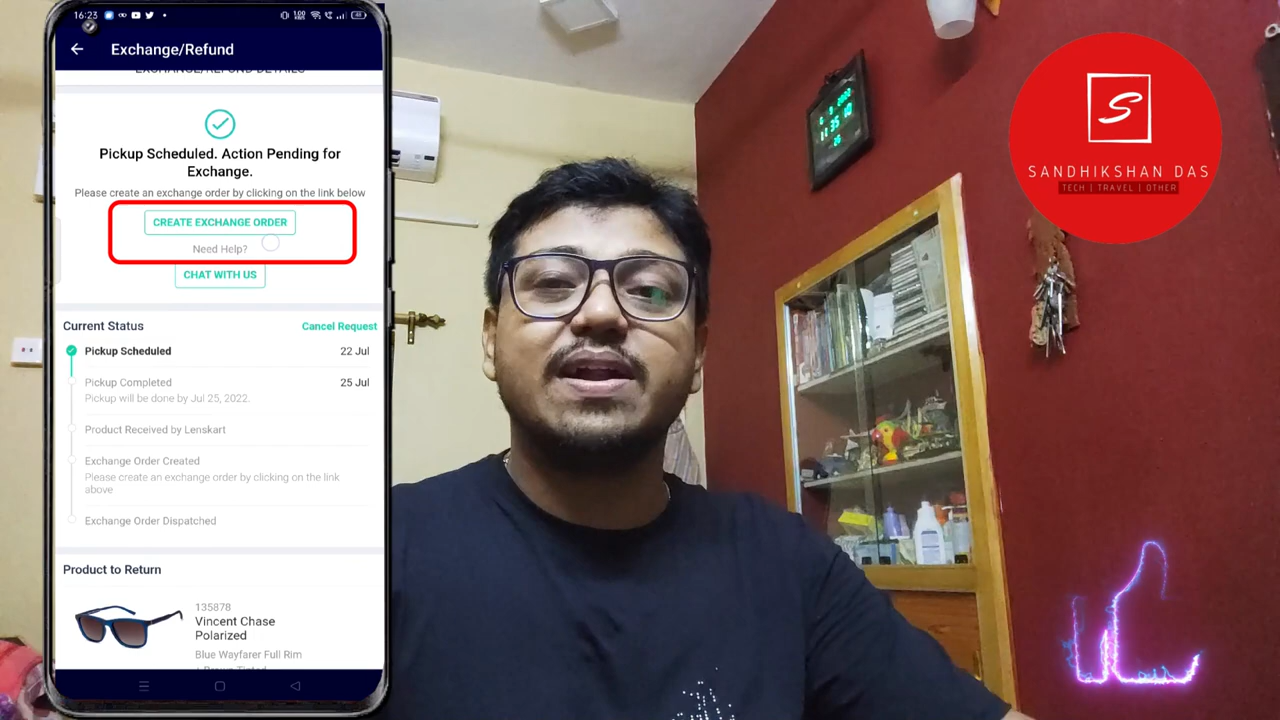 16:23
Exchange/Refund
EXCHANGE/REFUND DETAILS
Pickup Scheduled. Action Pending for
Exchange.
Please create an exchange order by clicking on the link below
CREATE EXCHANGE ORDER
Need Help?
CHAT WITH US
Current Status
Cancel Request
Pickup Scheduled
22 Jul
Pickup Completed
25 Jul
Pickup will be done by Jul 25, 2022.
Product Received by Lenskart
Exchange Order Created
Please create an exchange order by clicking on the link
above
Exchange Order Dispatched
Product to Return
135878
Vincent Chase
Polarized
Blue Wayfarer Full Rim
S
SANDHIKSHAN DAS
TECH | TRAVEL | OTHER